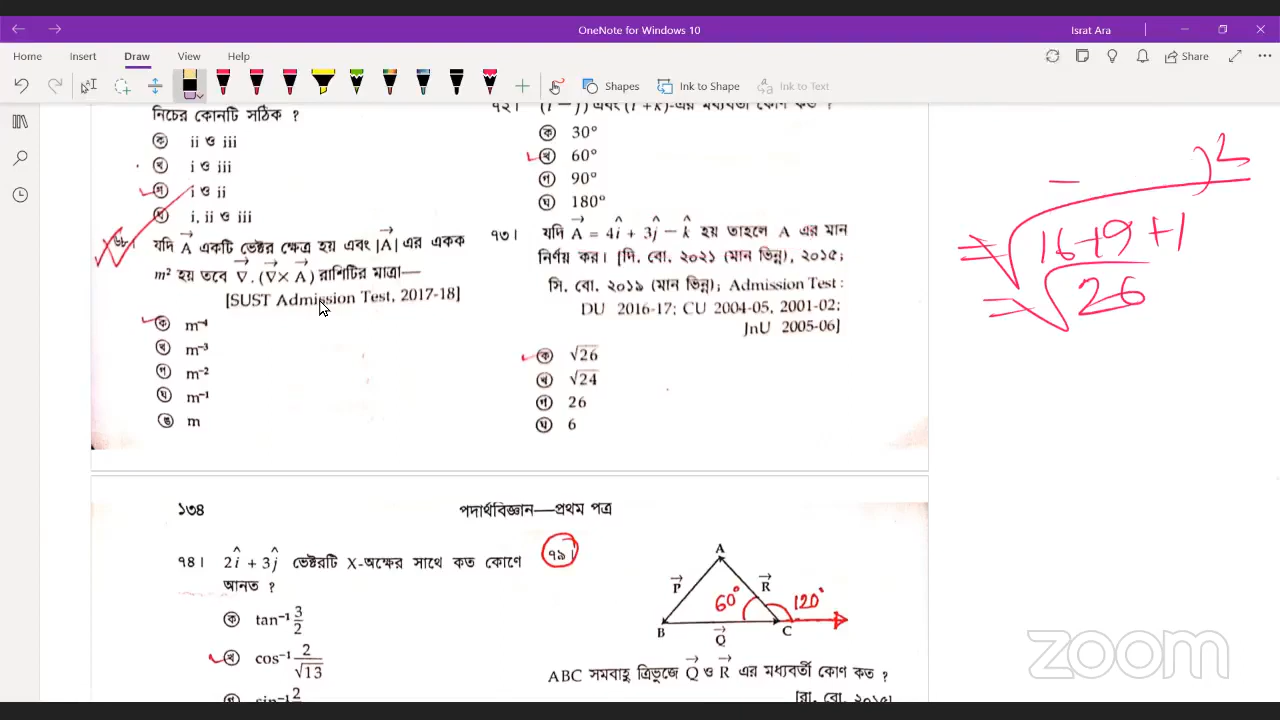 OneNote for Windows 10
Israt Ara
Home Insert Draw View Help
Share
Shapes
Ink to Shape
Ink to Text
নিচের কোনটি সঠিক ?
ক ii ও iii
খ i ও iii
গ i ও ii
ঘ i, ii ও iii
৬৮। যদি A→ একটি ভেক্টর ক্ষেত্র হয় এবং |A→| এর একক
m² হয় তবে ∇→. (∇→× A→) রাশিটির মাত্রা—
[SUST Admission Test, 2017-18]
ক m⁻⁴
খ m⁻³
গ m⁻²
ঘ m⁻¹
ঙ m
৭২। (i − j) এবং (i + k)-এর মধ্যবর্তী কোণ কত ?
ক 30°
খ 60°
গ 90°
ঘ 180°
৭৩। যদি A→ = 4î + 3ĵ − k̂ হয় তাহলে A এর মান
নির্ণয় কর। [দি. বো. ২০২১ (মান ভিন্ন), ২০১৫;
সি. বো. ২০১৯ (মান ভিন্ন); Admission Test :
DU 2016-17; CU 2004-05, 2001-02;
JnU 2005-06]
ক √26
খ √24
গ 26
ঘ 6
− )²
⇒ √16+9+1
⇒ √26
১৩৪
পদার্থবিজ্ঞান—প্রথম পত্র
৭৪। 2î + 3ĵ ভেক্টরটি X-অক্ষের সাথে কত কোণে
আনত ?
ক tan⁻¹ 3/2
খ cos⁻¹ 2/√13
গ sin⁻¹ 2
৭৯।
A
P→ R→
60° 120°
B Q→ C
ABC সমবাহু ত্রিভুজে Q→ ও R→ এর মধ্যবর্তী কোণ কত ?
[রা. বো. ২০১৫]
zoom